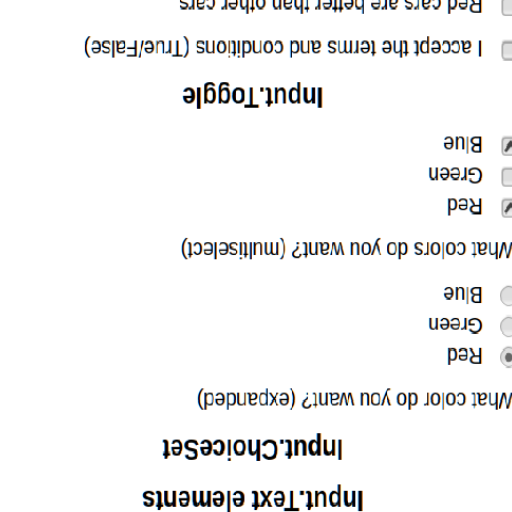 Input.Text elements
Input.ChoiceSet
What color do you want? (expanded)
Red
Green
Blue
What colors do you want? (multiselect)
Red
Green
Blue
Input.Toggle
I accept the terms and conditions (True/False)
Red cars are better than other cars